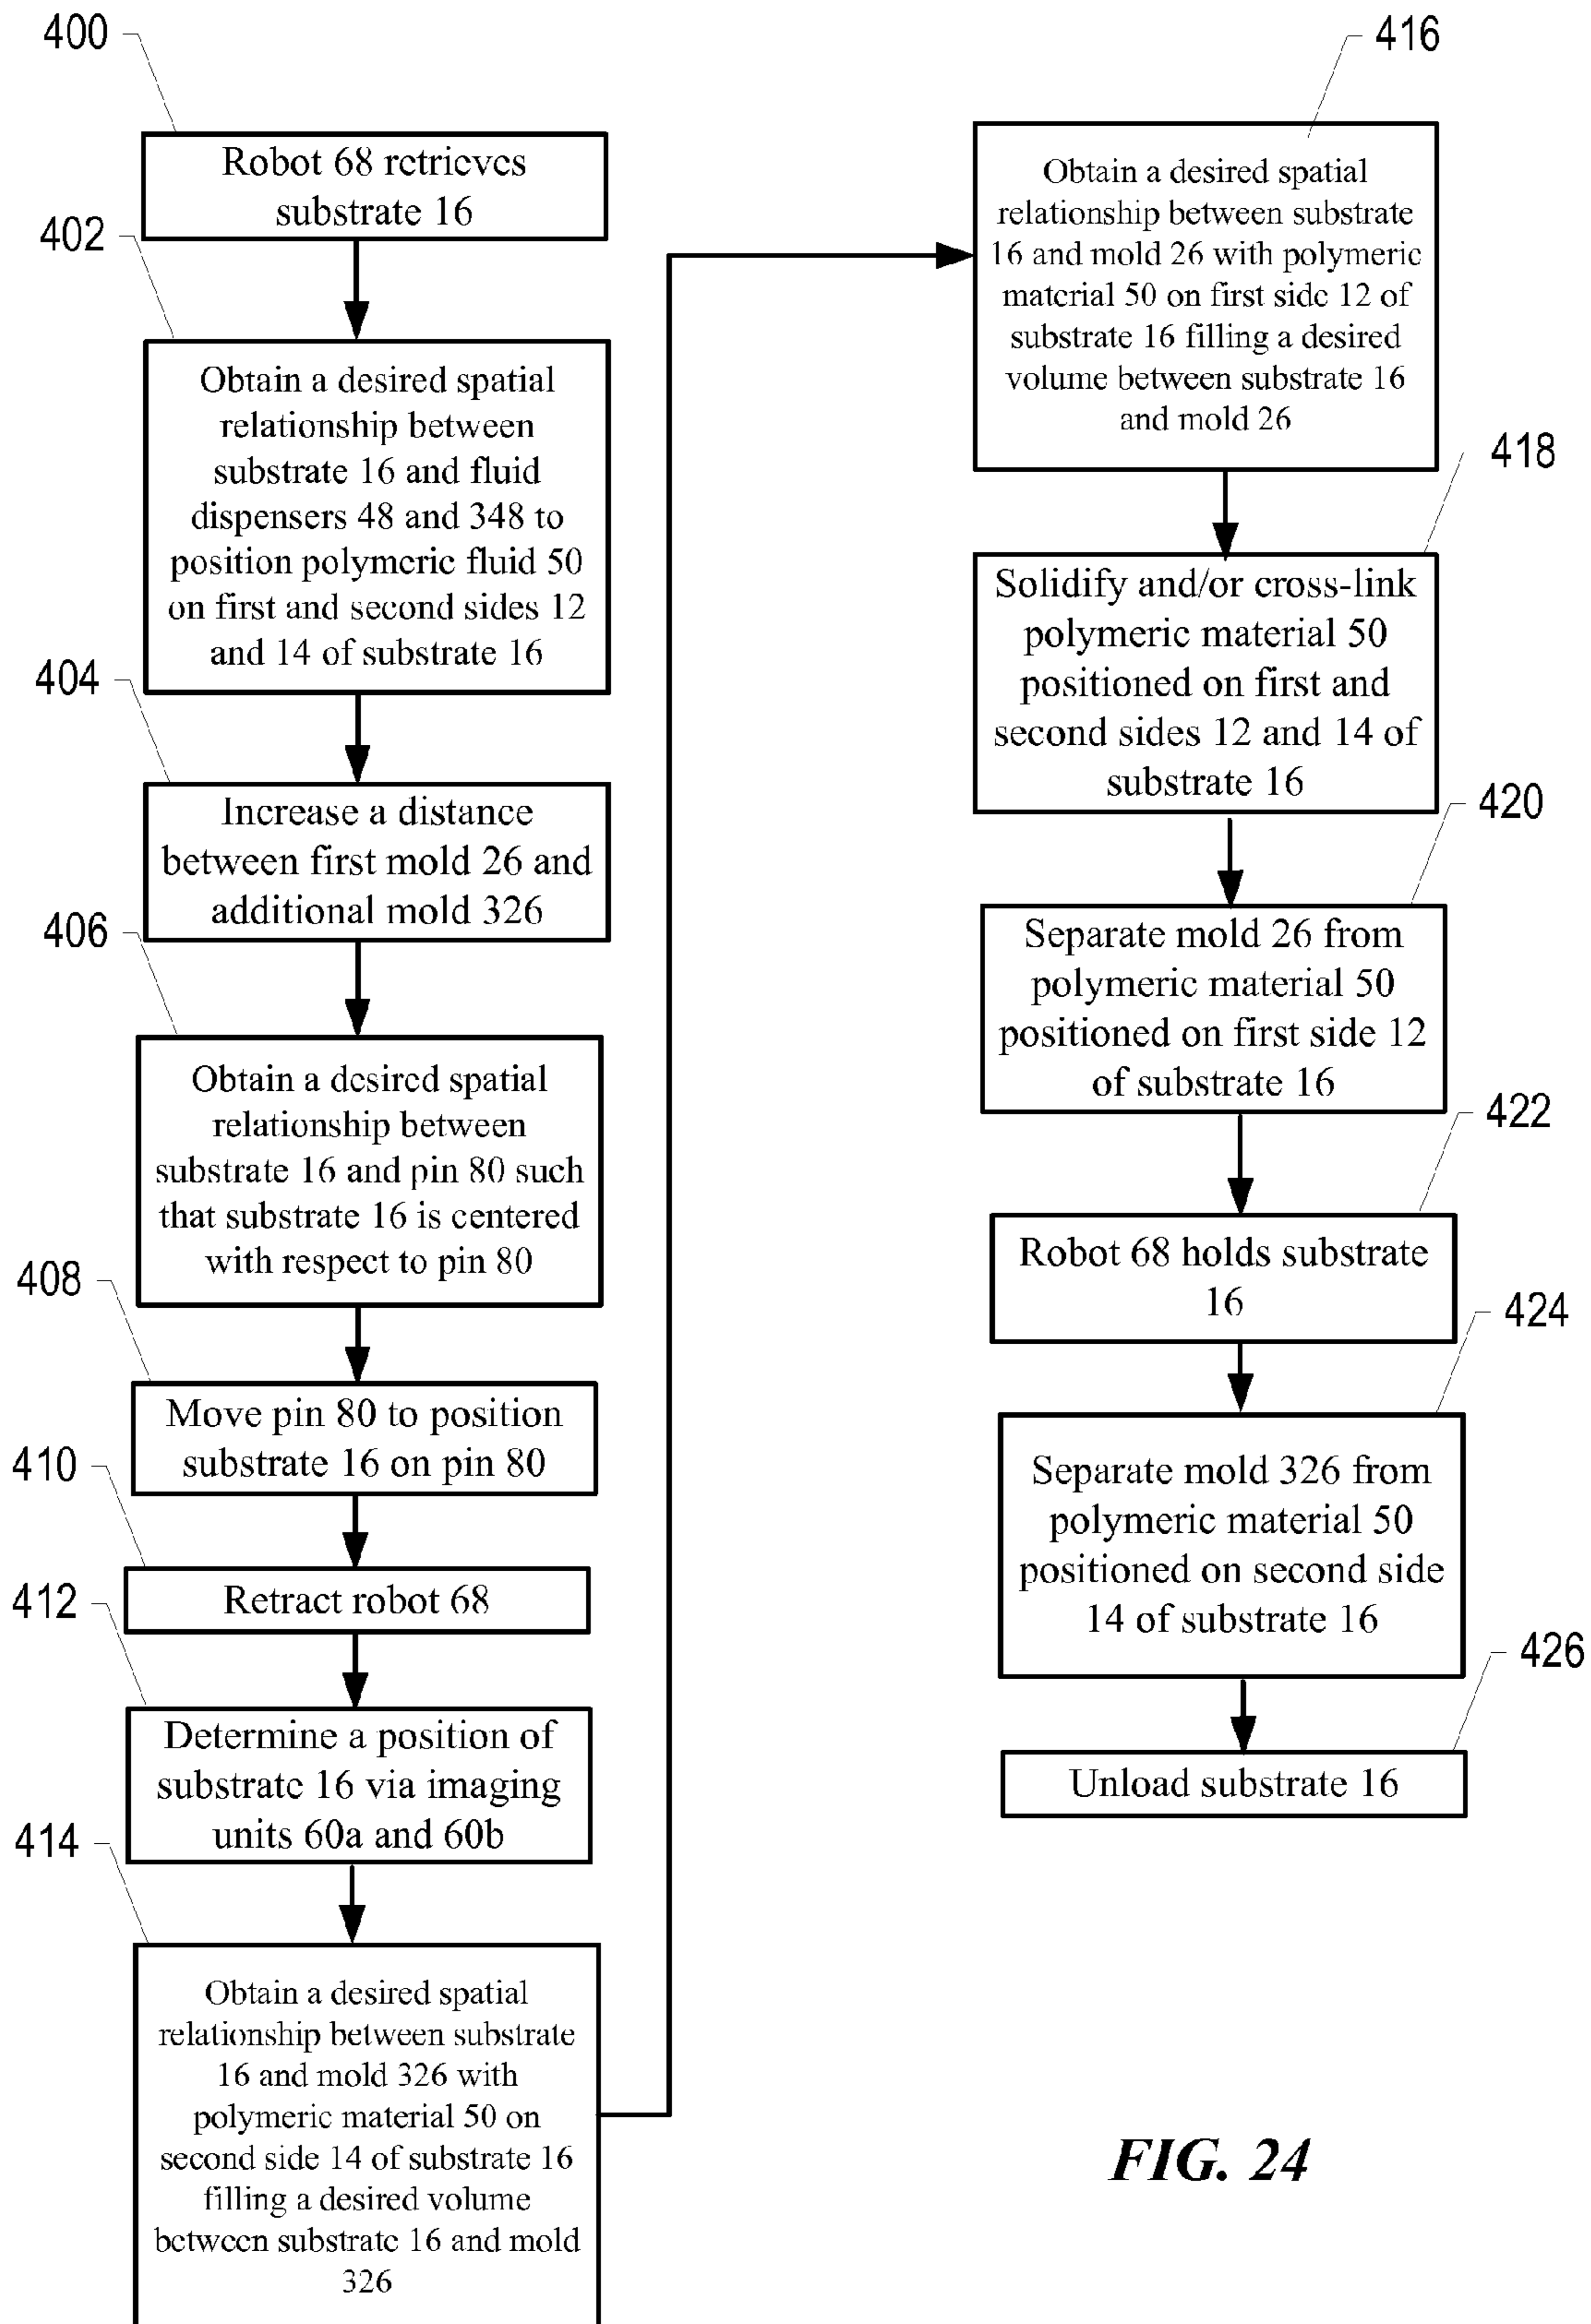 400
Robot 68 retrieves
substrate 16
402
Obtain a desired spatial
relationship between
substrate 16 and fluid
dispensers 48 and 348 to
position polymeric fluid 50
on first and second sides 12
and 14 of substrate 16
404
Increase a distance
between first mold 26 and
additional mold 326
406
Obtain a desired spatial
relationship between
substrate 16 and pin 80 such
that substrate 16 is centered
with respect to pin 80
408
Move pin 80 to position
substrate 16 on pin 80
410
Retract robot 68
412
Determine a position of
substrate 16 via imaging
units 60a and 60b
414
Obtain a desired spatial
relationship between substrate
16 and mold 326 with
polymeric material 50 on
second side 14 of substrate 16
filling a desired volume
between substrate 16 and mold
326
416
Obtain a desired spatial
relationship between substrate
16 and mold 26 with polymeric
material 50 on first side 12 of
substrate 16 filling a desired
volume between substrate 16
and mold 26
418
Solidify and/or cross-link
polymeric material 50
positioned on first and
second sides 12 and 14 of
substrate 16
420
Separate mold 26 from
polymeric material 50
positioned on first side 12
of substrate 16
422
Robot 68 holds substrate
16
424
Separate mold 326 from
polymeric material 50
positioned on second side
14 of substrate 16
426
Unload substrate 16
FIG. 24